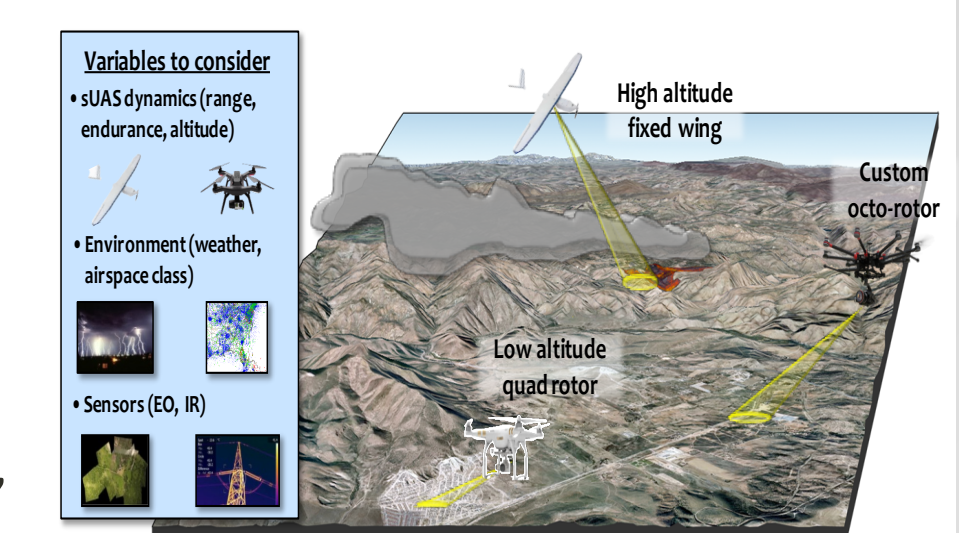 Variables to consider
• sUAS dynamics (range,
endurance, altitude)
• Environment (weather,
airspace class)
• Sensors (EO, IR)
High altitude
fixed wing
Custom
octo-rotor
Low altitude
quad rotor